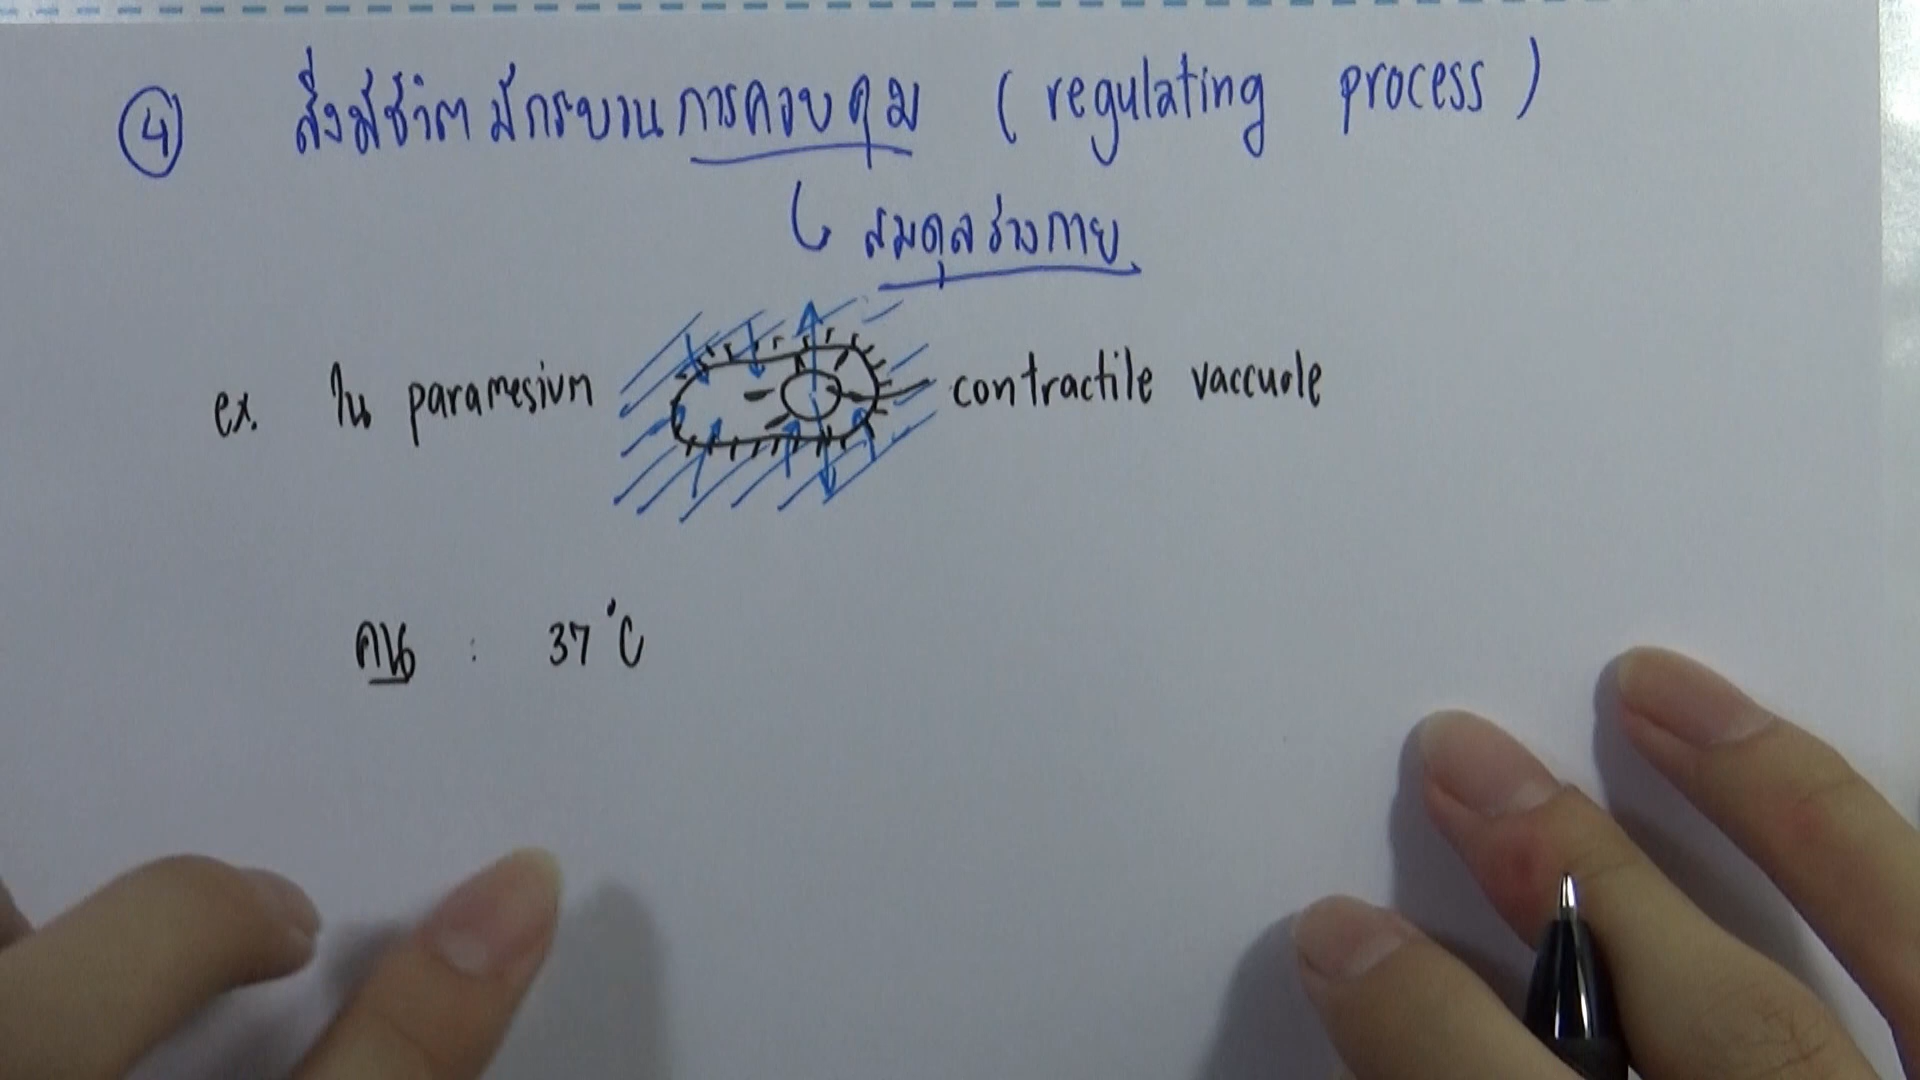 ④ สิ่งมีชีวิต มีกระบวนการควบคุม ( regulating process )
สมดุลร่างกาย
ex. ใน paramesium contractile vaccuole
คน : 37 °C